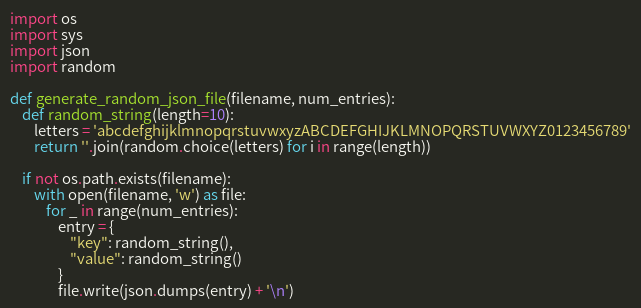 import os
import sys
import json
import random

def generate_random_json_file(filename, num_entries):
    def random_string(length=10):
        letters = 'abcdefghijklmnopqrstuvwxyzABCDEFGHIJKLMNOPQRSTUVWXYZ0123456789'
        return ''.join(random.choice(letters) for i in range(length))

    if not os.path.exists(filename):
        with open(filename, 'w') as file:
            for _ in range(num_entries):
                entry = {
                    "key": random_string(),
                    "value": random_string()
                }
                file.write(json.dumps(entry) + '\n')